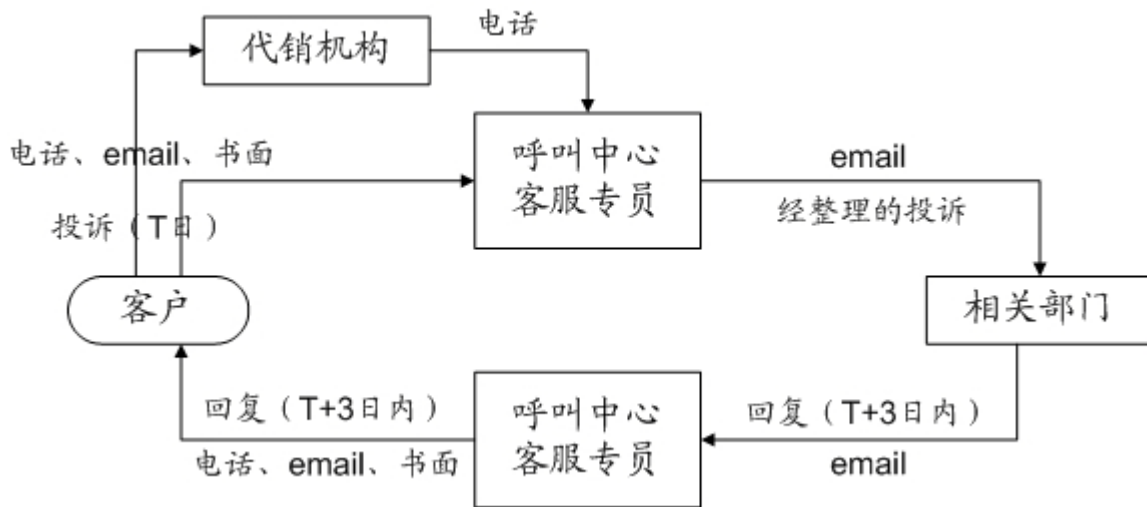 代销机构
电话
呼叫中心
客服专员
电话、email、书面
投诉（T日）
email
经整理的投诉
客户
相关部门
呼叫中心
客服专员
回复（T+3日内）
电话、email、书面
回复（T+3日内）
email